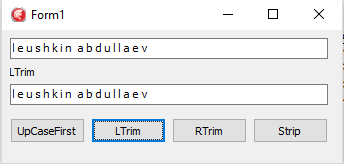 Form1
leushkin abdullaev
LTrim
leushkin abdullaev
UpCaseFirst LTrim RTrim Strip